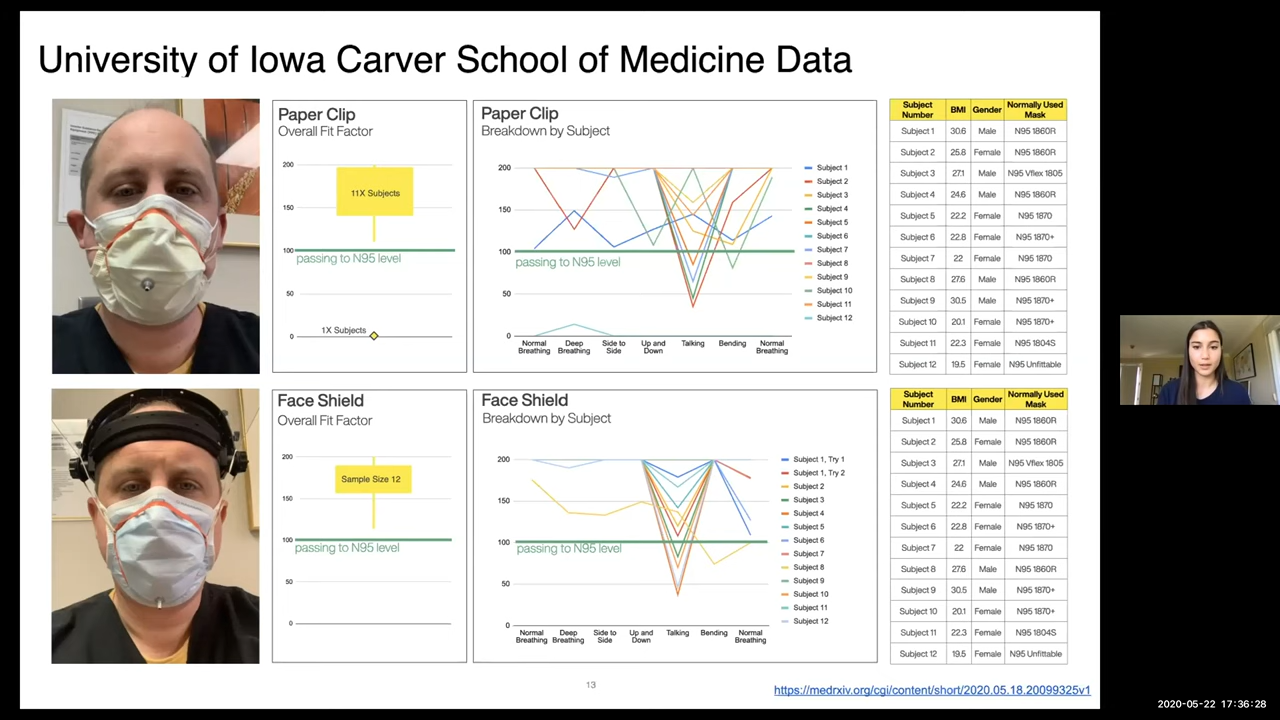 University of Iowa Carver School of Medicine Data
Paper Clip
Overall Fit Factor
200
11X Subjects
150
100
passing to N95 level
50
1X Subjects
0
Paper Clip
Breakdown by Subject
200
150
100
passing to N95 level
50
0
Normal Breathing
Deep Breathing
Side to Side
Up and Down
Talking
Bending
Normal Breathing
Subject 1
Subject 2
Subject 3
Subject 4
Subject 5
Subject 6
Subject 7
Subject 8
Subject 9
Subject 10
Subject 11
Subject 12
Subject Number BMI Gender Normally Used Mask
Subject 1 30.6 Male N95 1860R
Subject 2 25.8 Female N95 1860R
Subject 3 27.1 Male N95 Vflex 1805
Subject 4 24.6 Male N95 1860R
Subject 5 22.2 Female N95 1870
Subject 6 22.8 Female N95 1870+
Subject 7 22 Female N95 1870
Subject 8 27.6 Male N95 1860R
Subject 9 30.5 Male N95 1870+
Subject 10 20.1 Female N95 1870+
Subject 11 22.3 Female N95 1804S
Subject 12 19.5 Female N95 Unfittable
Face Shield
Overall Fit Factor
200
Sample Size 12
150
100
passing to N95 level
50
0
Face Shield
Breakdown by Subject
200
150
100
passing to N95 level
50
0
Normal Breathing
Deep Breathing
Side to Side
Up and Down
Talking
Bending
Normal Breathing
Subject 1, Try 1
Subject 1, Try 2
Subject 2
Subject 3
Subject 4
Subject 5
Subject 6
Subject 7
Subject 8
Subject 9
Subject 10
Subject 11
Subject 12
Subject Number BMI Gender Normally Used Mask
Subject 1 30.6 Male N95 1860R
Subject 2 25.8 Female N95 1860R
Subject 3 27.1 Male N95 Vflex 1805
Subject 4 24.6 Male N95 1860R
Subject 5 22.2 Female N95 1870
Subject 6 22.8 Female N95 1870+
Subject 7 22 Female N95 1870
Subject 8 27.6 Male N95 1860R
Subject 9 30.5 Male N95 1870+
Subject 10 20.1 Female N95 1870+
Subject 11 22.3 Female N95 1804S
Subject 12 19.5 Female N95 Unfittable
13
https://medrxiv.org/cgi/content/short/2020.05.18.20099325v1
2020-05-22 17:36:28